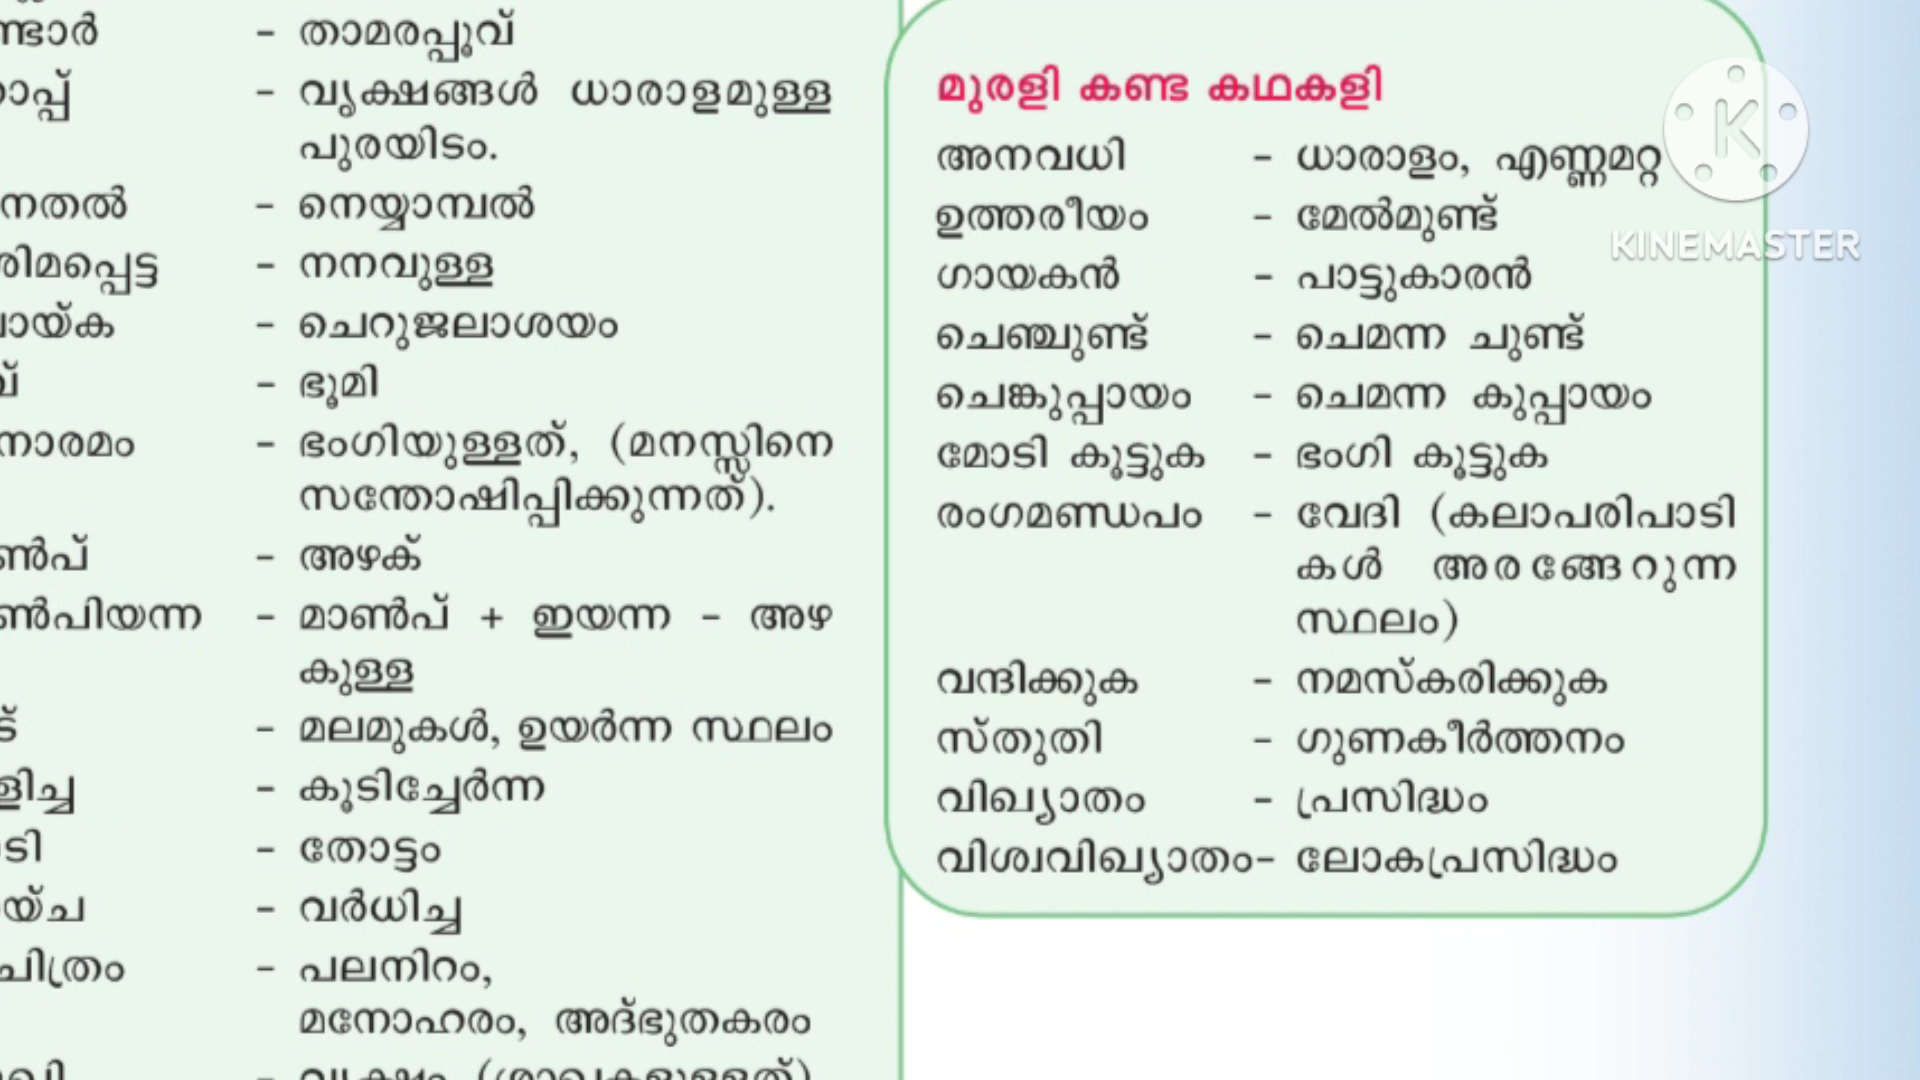 - താമരപ്പൂവ്
- വൃക്ഷങ്ങൾ ധാരാളമുള്ള
പുരയിടം.
- നെയ്യാമ്പൽ
- നനവുള്ള
- ചെറുജലാശയം
- ഭൂമി
- ഭംഗിയുള്ളത്, (മനസ്സിനെ
സന്തോഷിപ്പിക്കുന്നത്).
- അഴക്
- മാൺപ് + ഇയന്ന - അഴ
കുള്ള
- മലമുകൾ, ഉയർന്ന സ്ഥലം
- കൂടിച്ചേർന്ന
- തോട്ടം
- വർധിച്ച
- പലനിറം,
മനോഹരം, അദ്ഭുതകരം
മുരളി കണ്ട കഥകളി
അനവധി - ധാരാളം, എണ്ണമറ്റ
ഉത്തരീയം - മേൽമുണ്ട്
ഗായകൻ - പാട്ടുകാരൻ
ചെഞ്ചുണ്ട് - ചെമന്ന ചുണ്ട്
ചെങ്കുപ്പായം - ചെമന്ന കുപ്പായം
മോടി കൂട്ടുക - ഭംഗി കൂട്ടുക
രംഗമണ്ഡപം - വേദി (കലാപരിപാടി
കൾ അരങ്ങേറുന്ന
സ്ഥലം)
വന്ദിക്കുക - നമസ്കരിക്കുക
സ്തുതി - ഗുണകീർത്തനം
വിഖ്യാതം - പ്രസിദ്ധം
വിശ്വവിഖ്യാതം- ലോകപ്രസിദ്ധം
K
KINEMASTER